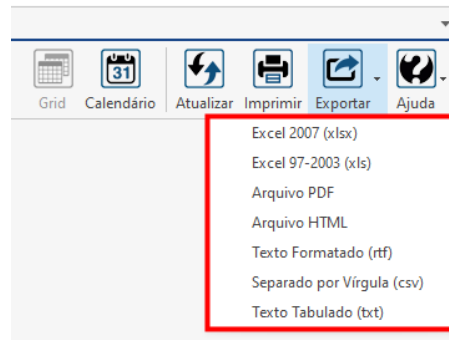 31
Grid Calendário Atualizar Imprimir Exportar Ajuda
Excel 2007 (xlsx)
Excel 97-2003 (xls)
Arquivo PDF
Arquivo HTML
Texto Formatado (rtf)
Separado por Vírgula (csv)
Texto Tabulado (txt)